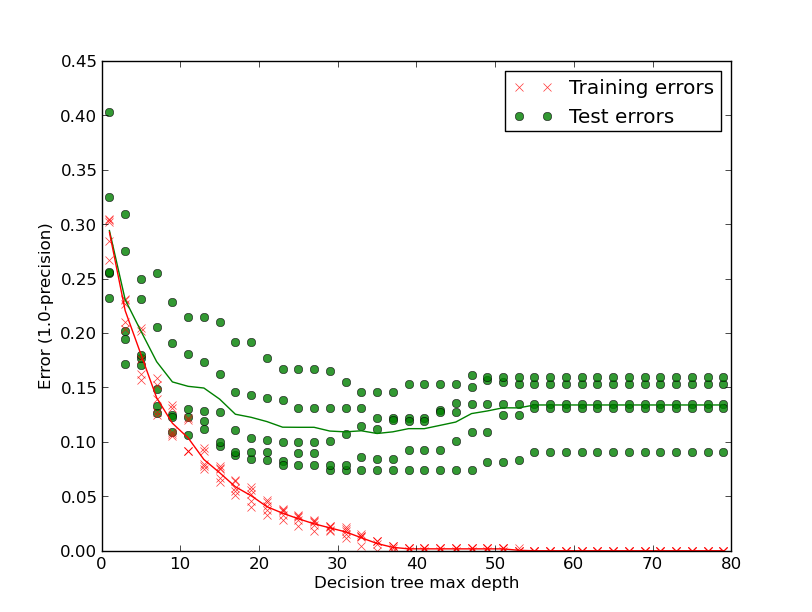 0.45
0.40
0.35
0.30
0.25
0.20
0.15
0.10
0.05
0.00
Error (1.0-precision)
Training errors
Test errors
0 10 20 30 40 50 60 70 80
Decision tree max depth